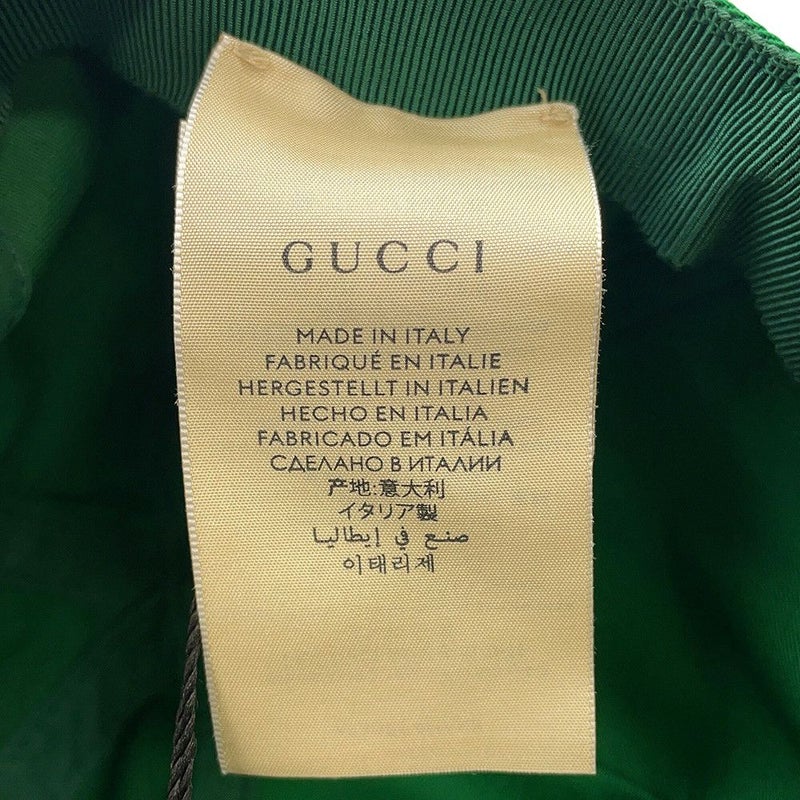 GUCCI
MADE IN ITALY
FABRIQUÉ EN ITALIE
HERGESTELLT IN ITALIEN
HECHO EN ITALIA
FABRICADO EM ITÁLIA
СДЕЛАНО В ИТАЛИИ
产地:意大利
イタリア製
صنع في إيطاليا
이태리제